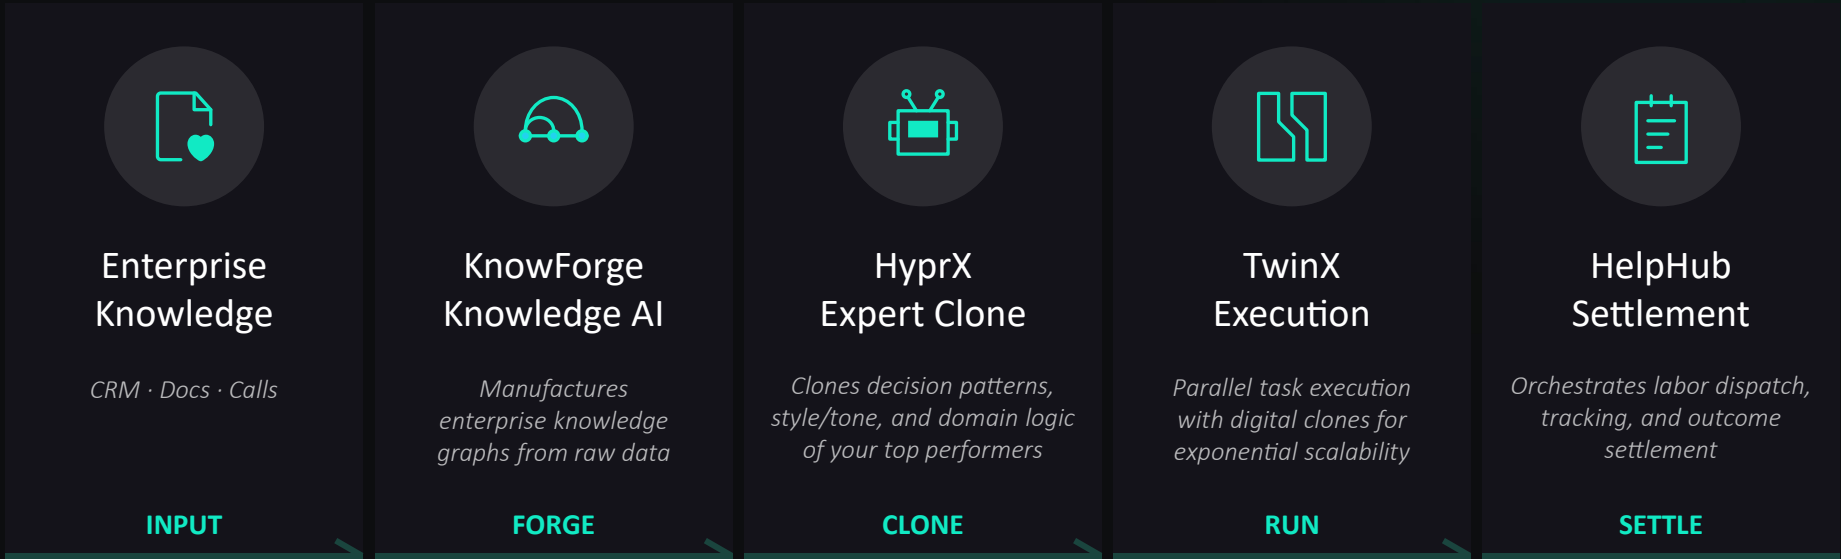 Enterprise
Knowledge
CRM · Docs · Calls
INPUT
KnowForge
Knowledge AI
Manufactures
enterprise knowledge
graphs from raw data
FORGE
HyprX
Expert Clone
Clones decision patterns,
style/tone, and domain logic
of your top performers
CLONE
TwinX
Execution
Parallel task execution
with digital clones for
exponential scalability
RUN
HelpHub
Settlement
Orchestrates labor dispatch,
tracking, and outcome
settlement
SETTLE